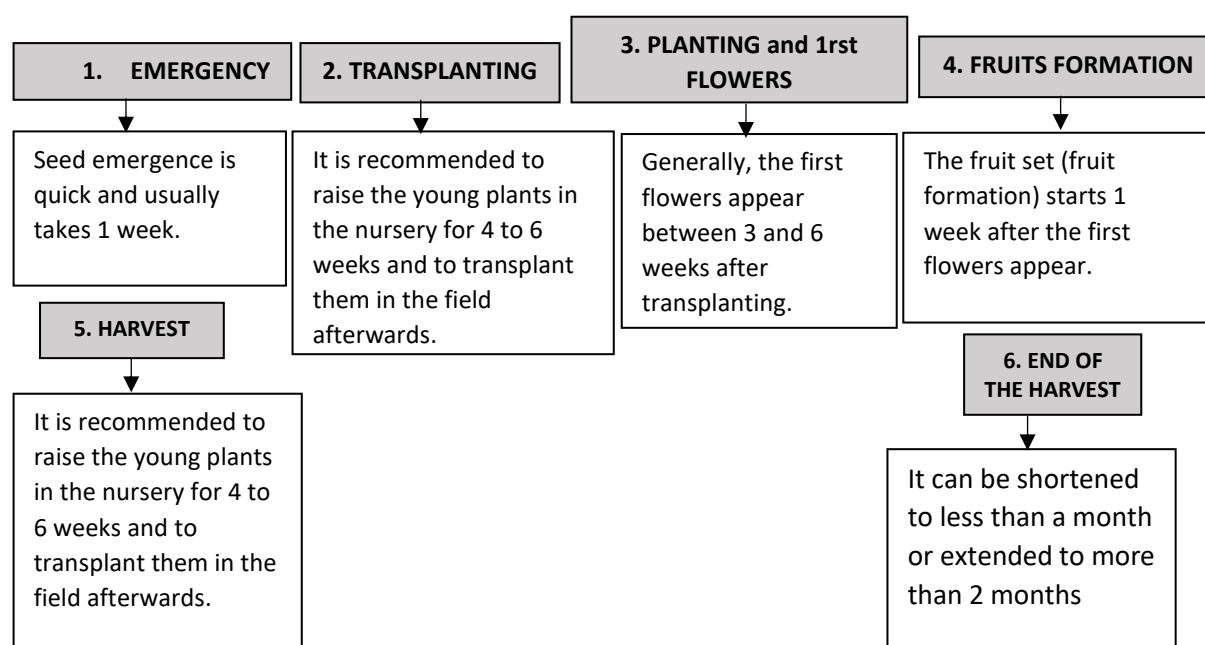 1. EMERGENCY
Seed emergence is
quick and usually
takes 1 week.
2. TRANSPLANTING
It is recommended to
raise the young plants in
the nursery for 4 to 6
weeks and to transplant
them in the field
afterwards.
3. PLANTING and 1rst
FLOWERS
Generally, the first
flowers appear
between 3 and 6
weeks after
transplanting.
4. FRUITS FORMATION
The fruit set (fruit
formation) starts 1
week after the first
flowers appear.
5. HARVEST
It is recommended to
raise the young plants
in the nursery for 4 to
6 weeks and to
transplant them in the
field afterwards.
6. END OF
THE HARVEST
It can be shortened
to less than a month
or extended to more
than 2 months